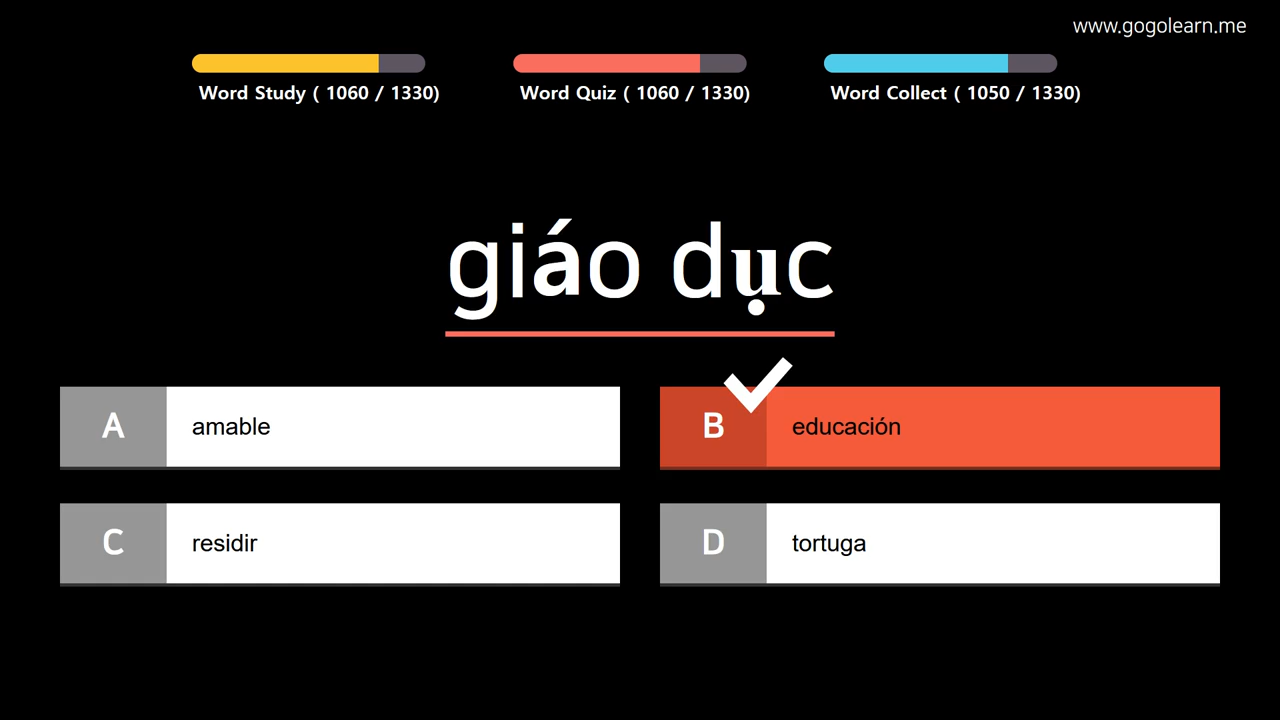 www.gogolearn.me
Word Study ( 1060 / 1330)
Word Quiz ( 1060 / 1330)
Word Collect ( 1050 / 1330)
giáo dục
A amable
B educación
C residir
D tortuga